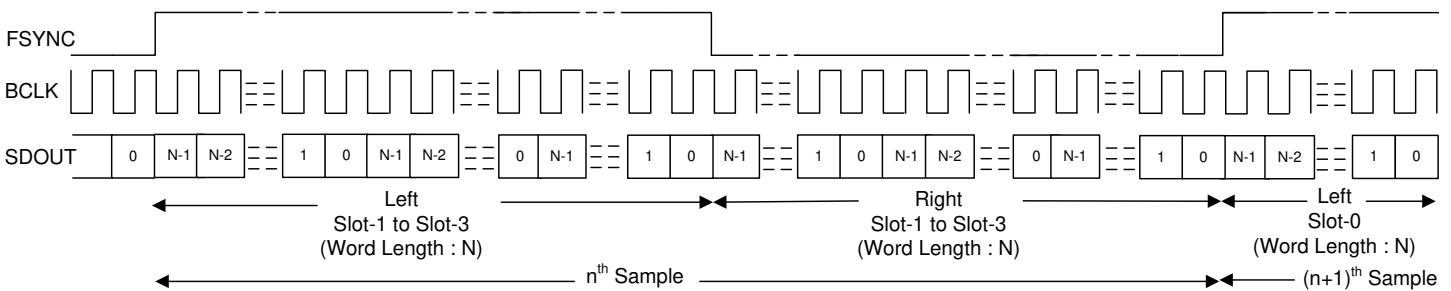 FSYNC
BCLK
SDOUT
0 N-1 N-2 1 0 N-1 N-2 0 N-1 1 0 N-1 1 0 N-1 N-2 0 N-1 1 0 N-1 N-2 1 0
Left
Slot-1 to Slot-3
(Word Length : N)
Right
Slot-1 to Slot-3
(Word Length : N)
Left
Slot-0
(Word Length : N)
nth Sample
(n+1)th Sample